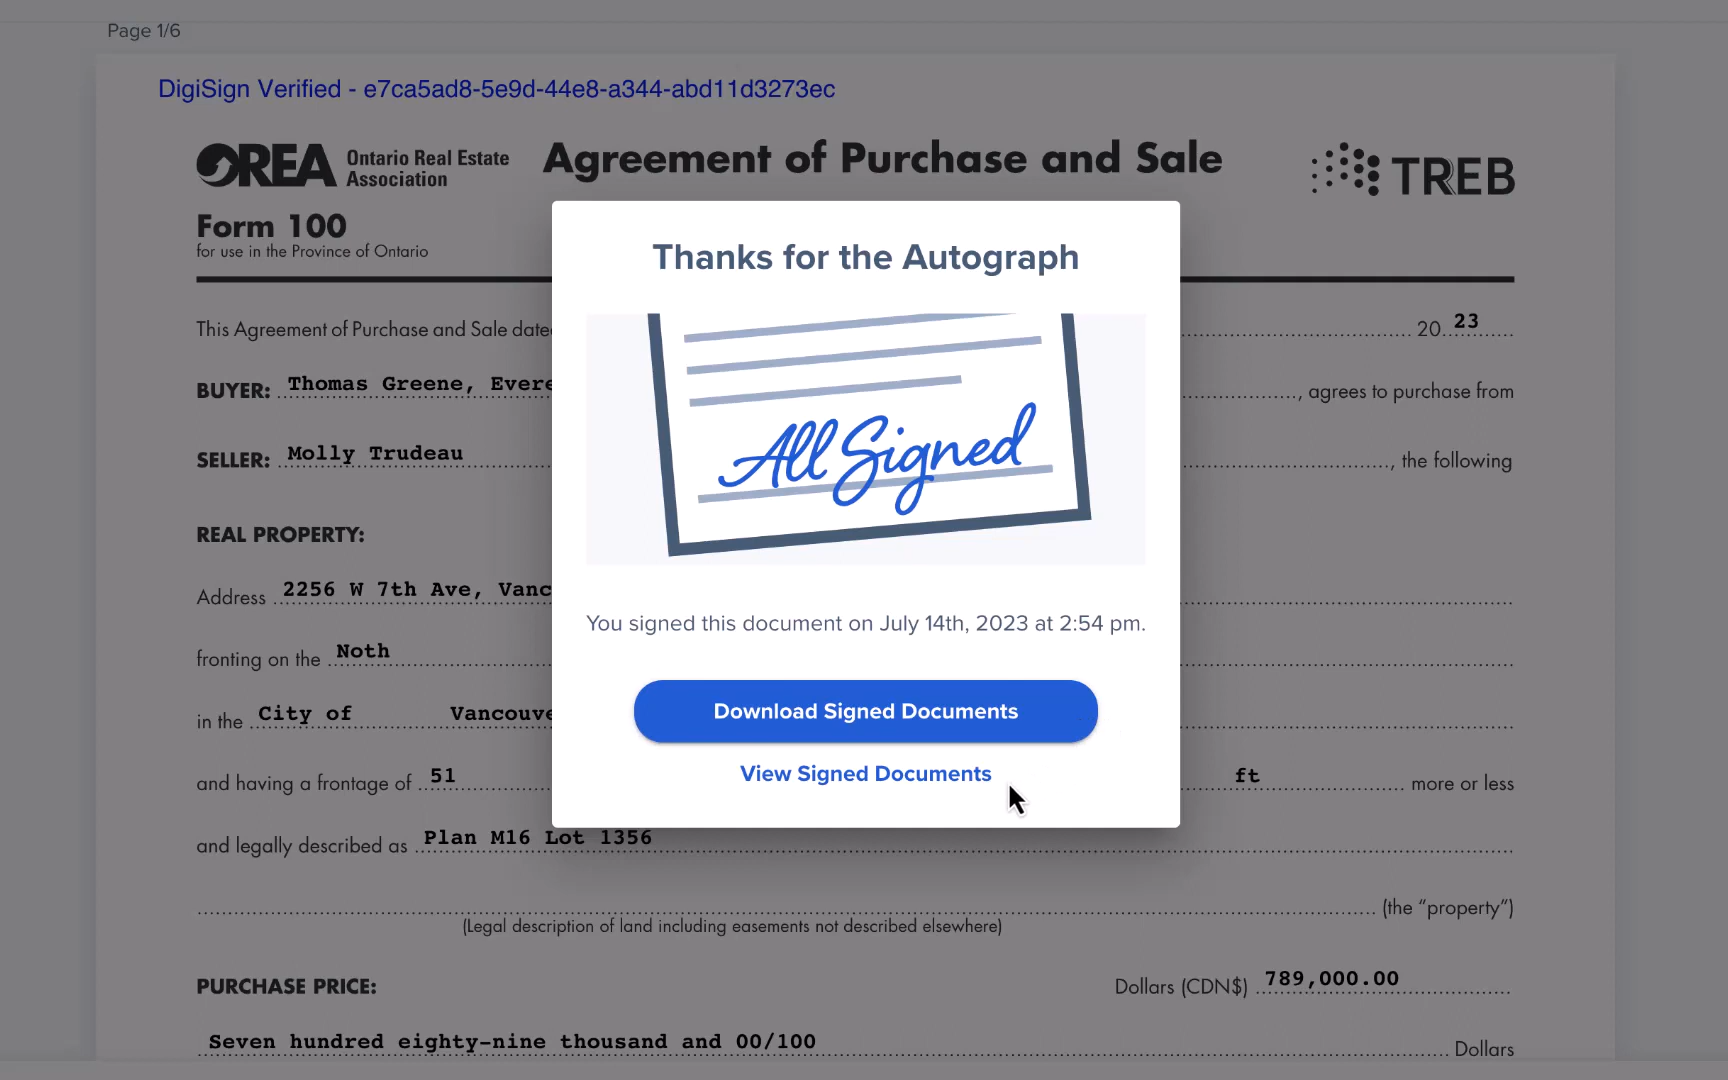 Page 1/6
DigiSign Verified - e7ca5ad8-5e9d-44e8-a344-abd11d3273ec
OREA Ontario Real Estate Association
Agreement of Purchase and Sale
TREB
Form 100
for use in the Province of Ontario
This Agreement of Purchase and Sale 20 23
BUYER: Thomas Greene, agrees to purchase from
SELLER: Molly Trudeau, the following
REAL PROPERTY:
Address 2256 W 7th Ave,
fronting on the Noth
in the City of
and having a frontage of 51 ft more or less
and legally described as Plan M16 Lot 1356
(the “property”)
(Legal description of land including easements not described elsewhere)
PURCHASE PRICE: Dollars (CDN$) 789,000.00
Seven hundred eighty-nine thousand and 00/100 Dollars
Thanks for the Autograph
All Signed
You signed this document on July 14th, 2023 at 2:54 pm.
Download Signed Documents
View Signed Documents